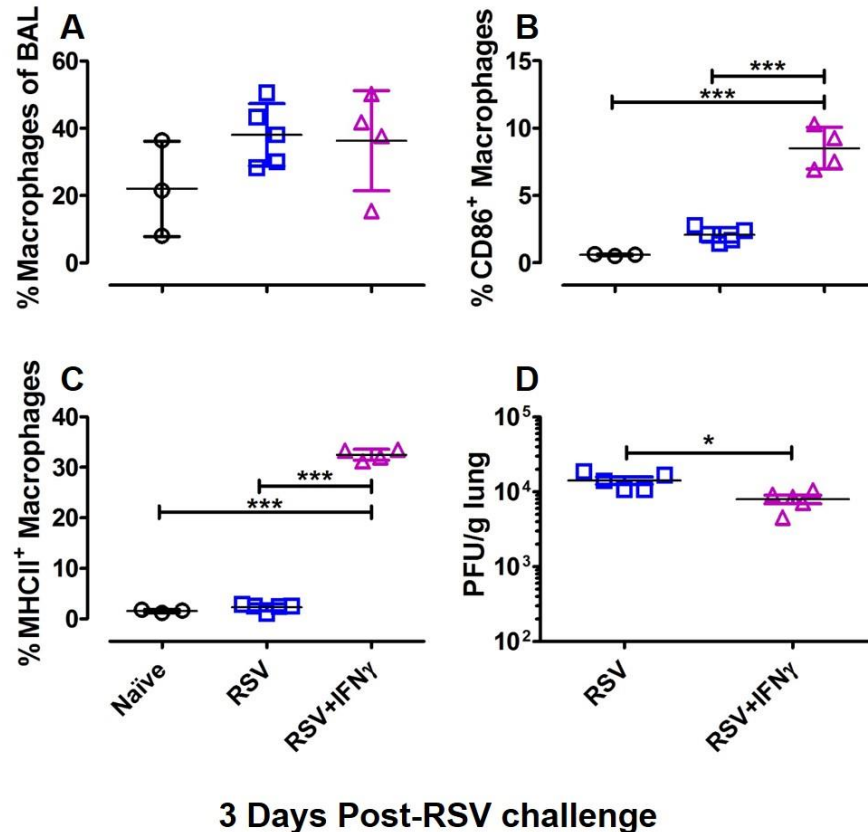 A
%Macrophages of BAL
60
40
20
0
B
%CD86+ Macrophages
15
10
5
0
***
***
C
%MHCII+ Macrophages
40
30
20
10
0
***
***
Naïve
RSV
RSV+IFNγ
D
PFU/g lung
10⁵
10⁴
10³
10²
*
RSV
RSV+IFNγ
3 Days Post-RSV challenge